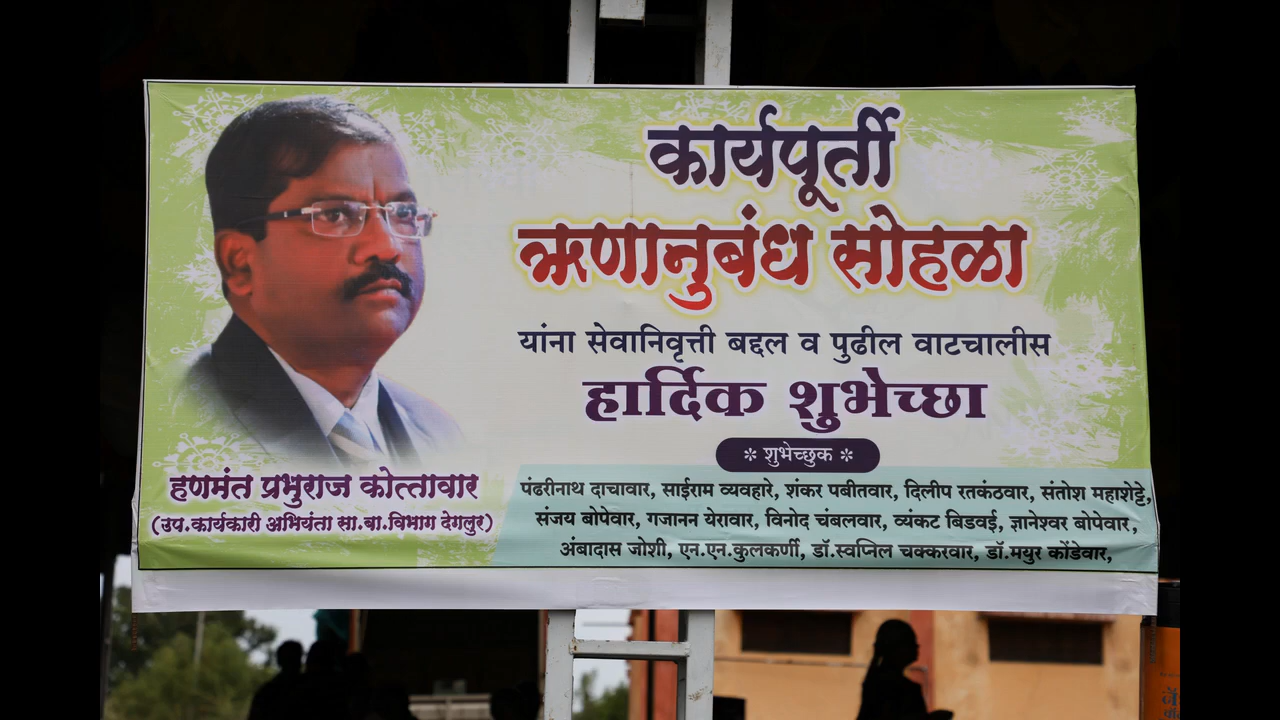 कार्यपूर्ती
ऋणानुबंध सोहळा
यांना सेवानिवृत्ती बद्दल व पुढील वाटचालीस
हार्दिक शुभेच्छा
शुभेच्छुक
हणमंत प्रभुराज कोत्तावार
(उप.कार्यकारी अभियंता सा.बा.विभाग देगलुर)
पंढरीनाथ दाचावार, साईराम व्यवहारे, शंकर पबीतवार, दिलीप रतकंठवार, संतोश महाशेट्टे,
संजय बोपेवार, गजानन येरावार, विनोद चंबलवार, व्यंकट बिडवई, ज्ञानेश्वर बोपेवार,
अंबादास जोशी, एन.एन.कुलकर्णी, डॉ.स्वप्निल चक्करवार, डॉ.मयुर कोंडेवार,